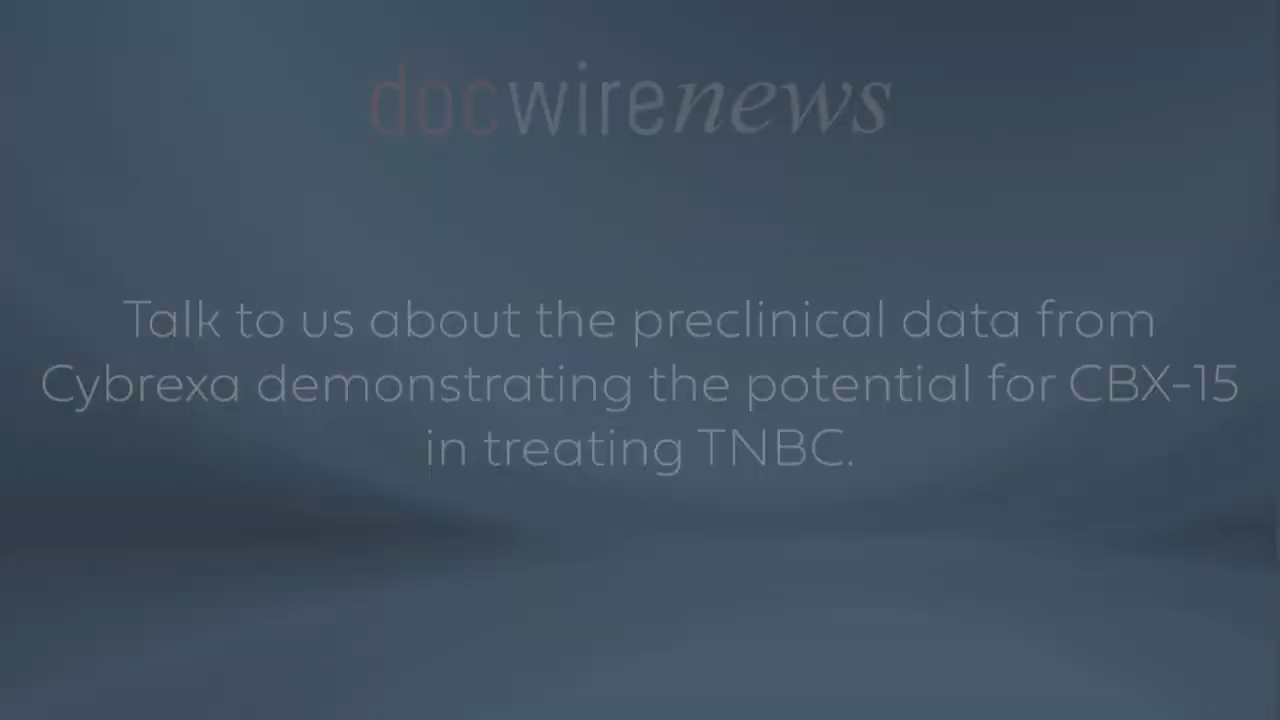 docwirenews
Talk to us about the preclinical data from
Cybrexa demonstrating the potential for CBX-15
in treating TNBC.